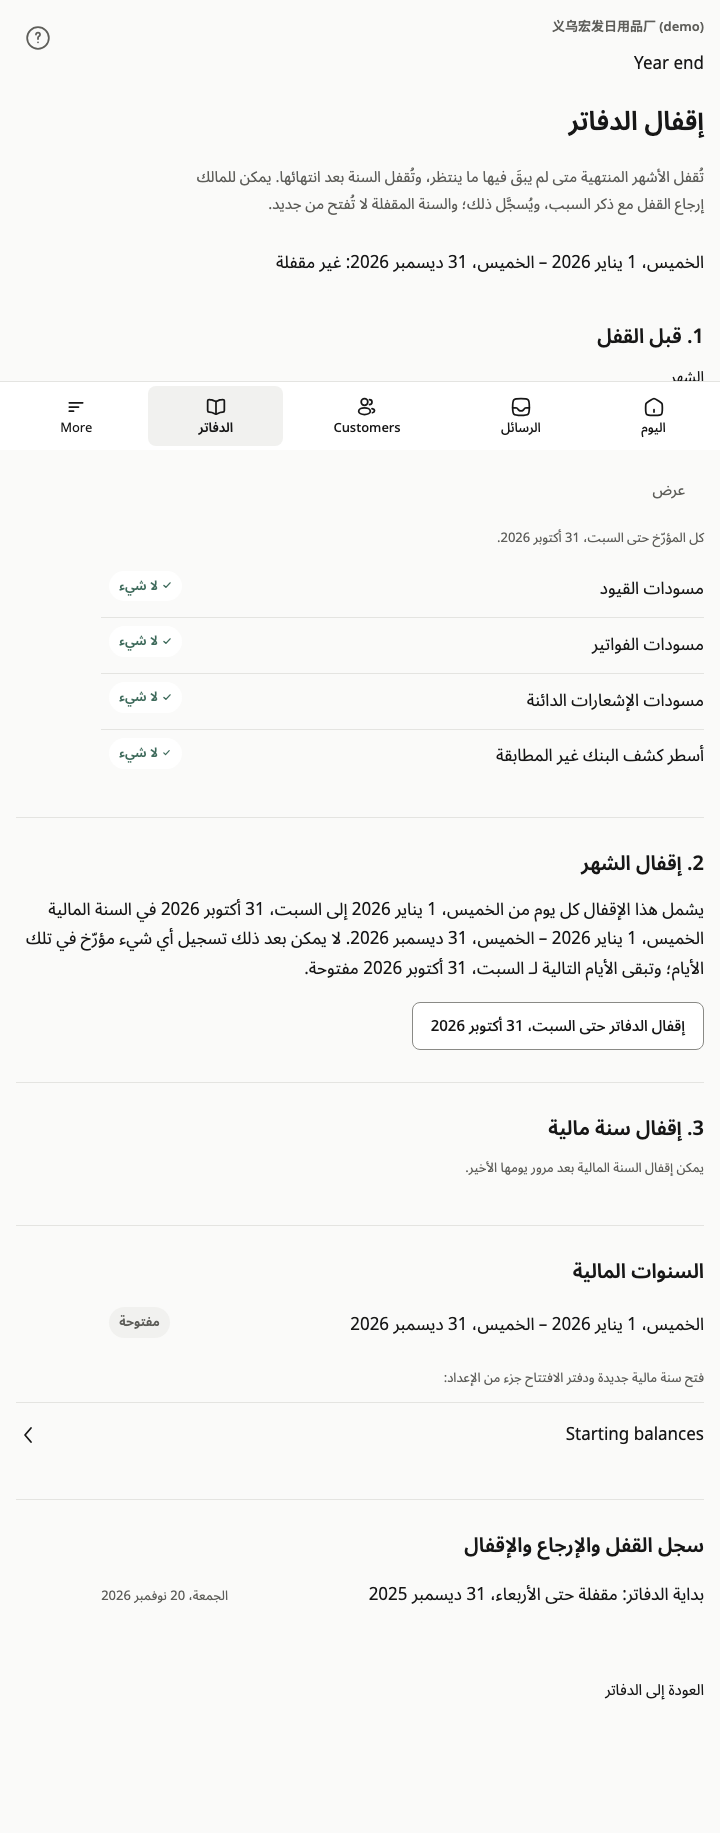 义乌宏发日用品厂 (demo)
Year end
إقفال الدفاتر
تُقفل الأشهر المنتهية متى لم يبقَ فيها ما ينتظر، وتُقفل السنة بعد انتهائها. يمكن للمالك
إرجاع القفل مع ذكر السبب، ويُسجَّل ذلك؛ والسنة المقفلة لا تُفتح من جديد.
الخميس، 1 يناير 2026 – الخميس، 31 ديسمبر 2026: غير مقفلة
1. قبل القفل
الشهر
اليوم
الرسائل
Customers
الدفاتر
More
عرض
كل المؤرّخ حتى السبت، 31 أكتوبر 2026.
مسودات القيود
لا شيء
مسودات الفواتير
لا شيء
مسودات الإشعارات الدائنة
لا شيء
أسطر كشف البنك غير المطابقة
لا شيء
2. إقفال الشهر
يشمل هذا الإقفال كل يوم من الخميس، 1 يناير 2026 إلى السبت، 31 أكتوبر 2026 في السنة المالية
الخميس، 1 يناير 2026 – الخميس، 31 ديسمبر 2026. لا يمكن بعد ذلك تسجيل أي شيء مؤرّخ في تلك
الأيام؛ وتبقى الأيام التالية لـ السبت، 31 أكتوبر 2026 مفتوحة.
إقفال الدفاتر حتى السبت، 31 أكتوبر 2026
3. إقفال سنة مالية
يمكن إقفال السنة المالية بعد مرور يومها الأخير.
السنوات المالية
الخميس، 1 يناير 2026 – الخميس، 31 ديسمبر 2026
مفتوحة
فتح سنة مالية جديدة ودفتر الافتتاح جزء من الإعداد:
Starting balances
سجل القفل والإرجاع والإقفال
بداية الدفاتر: مقفلة حتى الأربعاء، 31 ديسمبر 2025
الجمعة، 20 نوفمبر 2026
العودة إلى الدفاتر